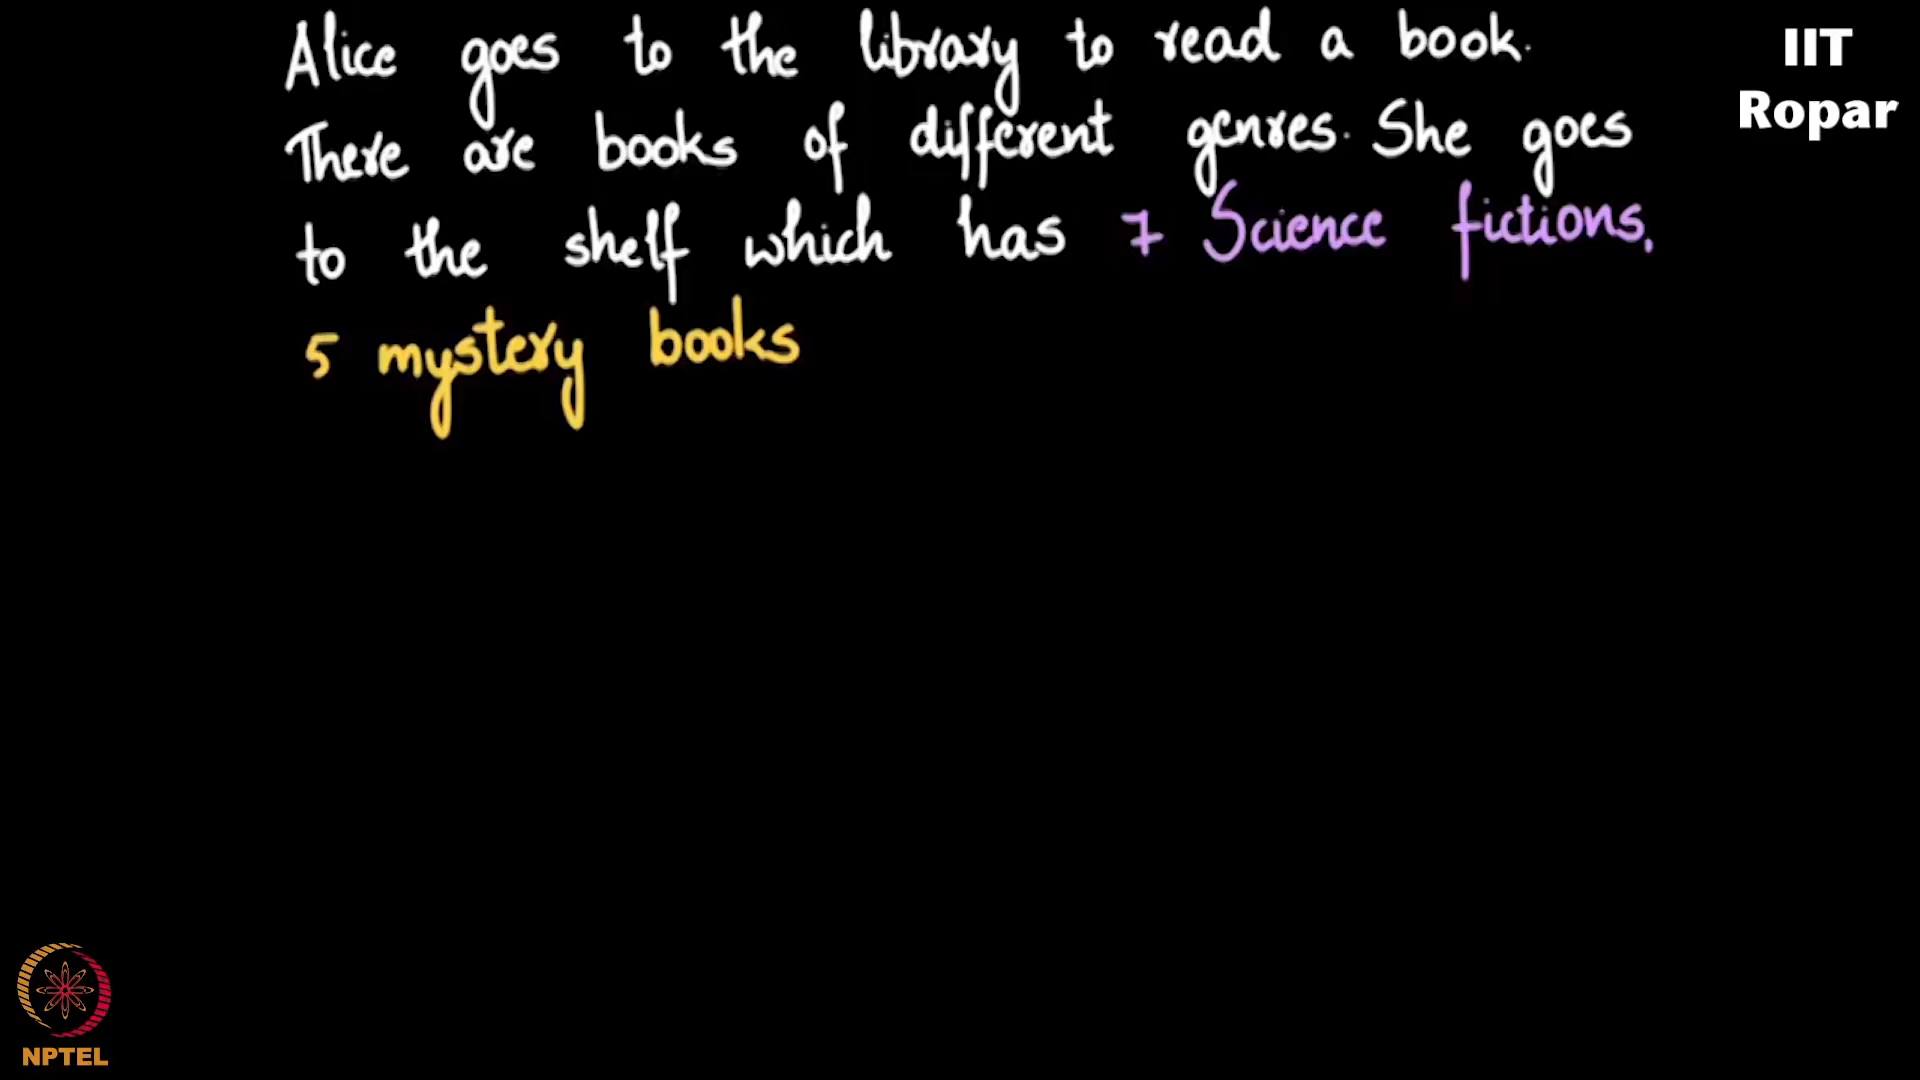 Alice goes to the library to read a book.
There are books of different genres. She goes
to the shelf which has 7 Science fictions,
5 mystery books
IIT
Ropar
NPTEL